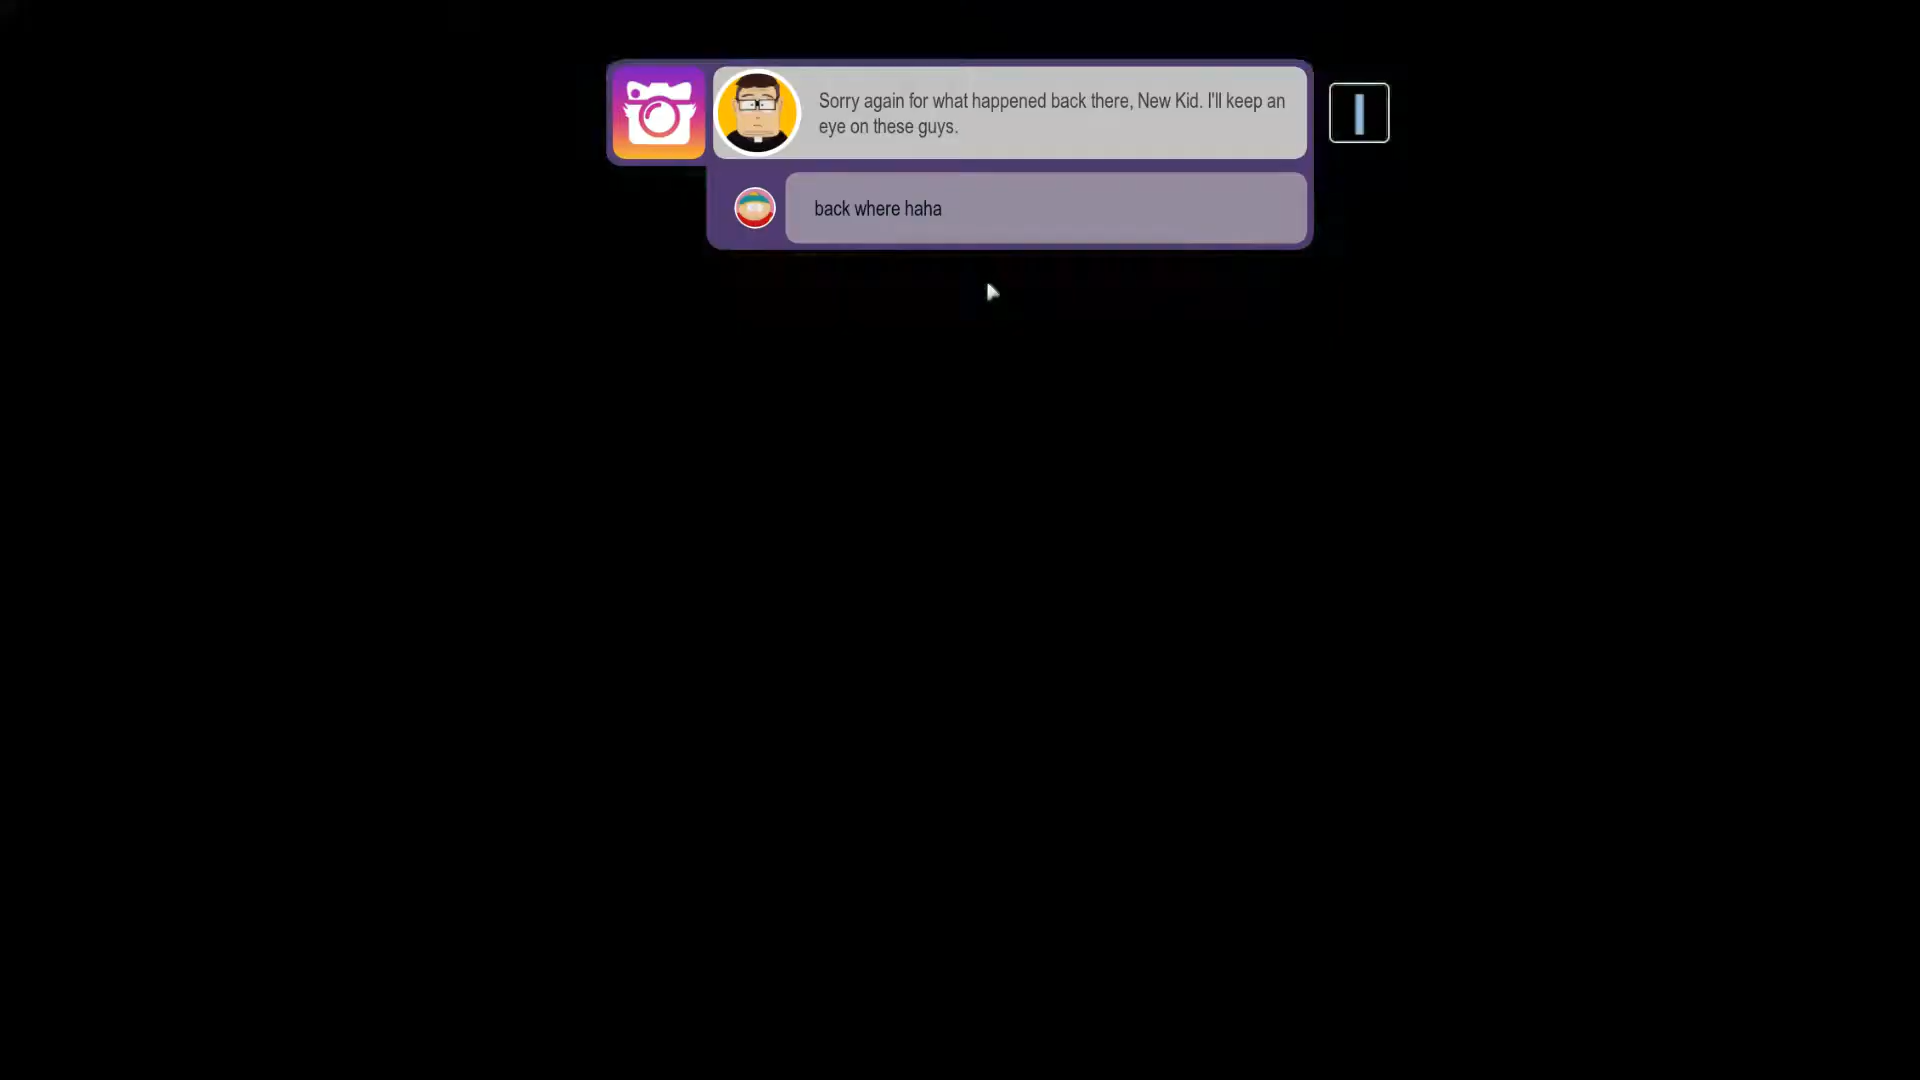 Sorry again for what happened back there, New Kid. I'll keep an
eye on these guys.
I
back where haha